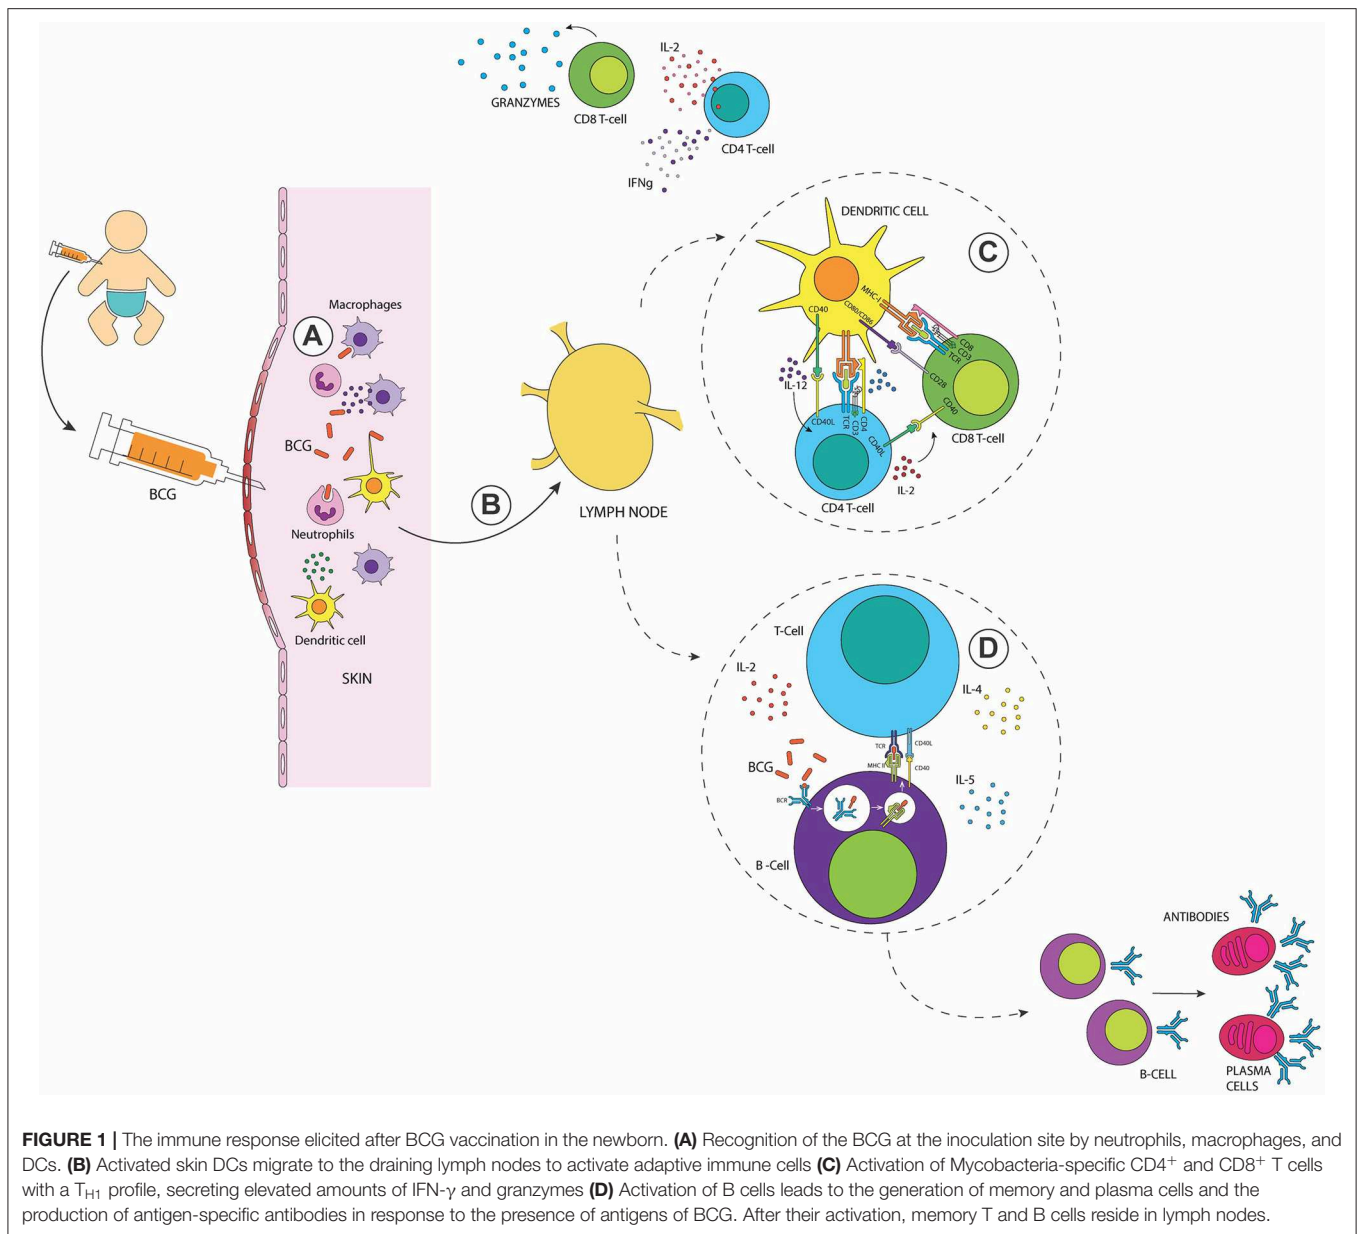 GRANZYMES
CD8 T-cell
IL-2
CD4 T-cell
IFNg
BCG
A
Macrophages
BCG
Neutrophils
Dendritic cell
SKIN
B
LYMPH NODE
C
DENDRITIC CELL
MHC-I
CD80/CD86
CD40
CD8
CD3
TCR
CD28
CD40
CD8 T-cell
IL-12
CD40L
TCR
CD3
CD4
CD40L
IL-2
CD4 T-cell
D
T-Cell
IL-2
IL-4
TCR
CD40L
MHC II
CD40
BCG
BCR
IL-5
B -Cell
ANTIBODIES
B-CELL
PLASMA
CELLS
FIGURE 1 | The immune response elicited after BCG vaccination in the newborn. (A) Recognition of the BCG at the inoculation site by neutrophils, macrophages, and
DCs. (B) Activated skin DCs migrate to the draining lymph nodes to activate adaptive immune cells (C) Activation of Mycobacteria-specific CD4+ and CD8+ T cells
with a TH1 profile, secreting elevated amounts of IFN-γ and granzymes (D) Activation of B cells leads to the generation of memory and plasma cells and the
production of antigen-specific antibodies in response to the presence of antigens of BCG. After their activation, memory T and B cells reside in lymph nodes.